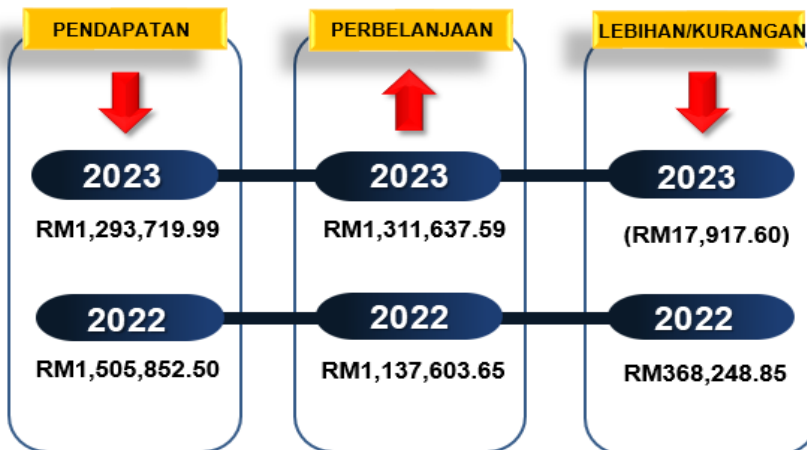 PENDAPATAN
PERBELANJAAN
LEBIHAN/KURANGAN
2023
2023
2023
RM1,293,719.99
RM1,311,637.59
(RM17,917.60)
2022
2022
2022
RM1,505,852.50
RM1,137,603.65
RM368,248.85